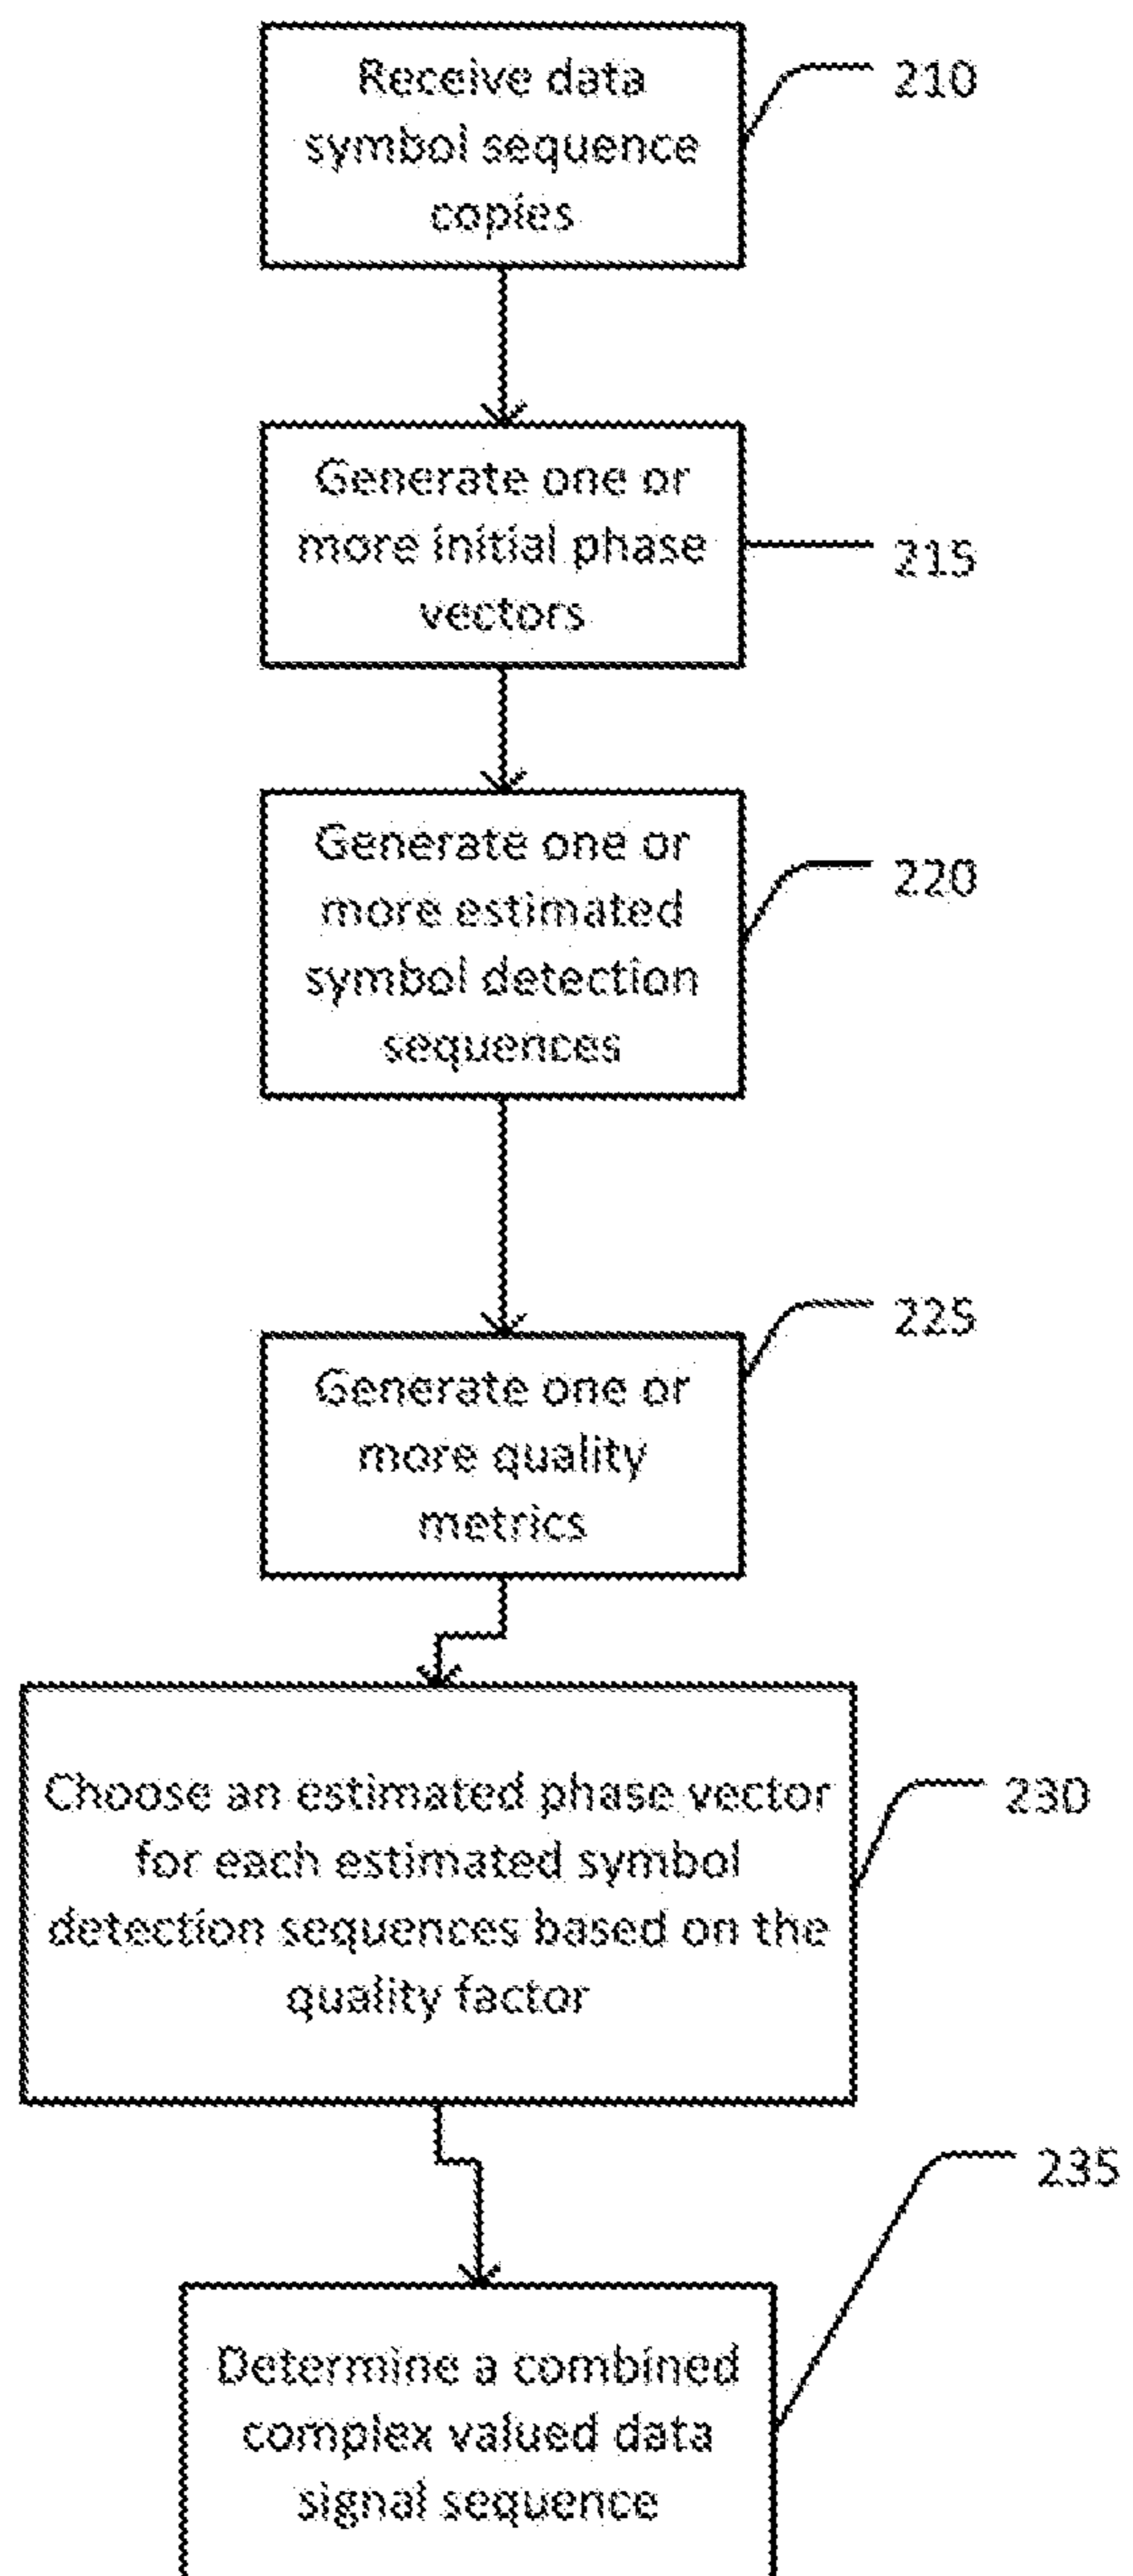 Receive data
symbol sequence
copies
210
Generate one or
more initial phase
vectors
215
Generate one or
more estimated
symbol detection
sequences
220
Generate one or
more quality
metrics
225
Choose an estimated phase vector
for each estimated symbol
detection sequences based on the
quality factor
230
Determine a combined
complex valued data
signal sequence
235